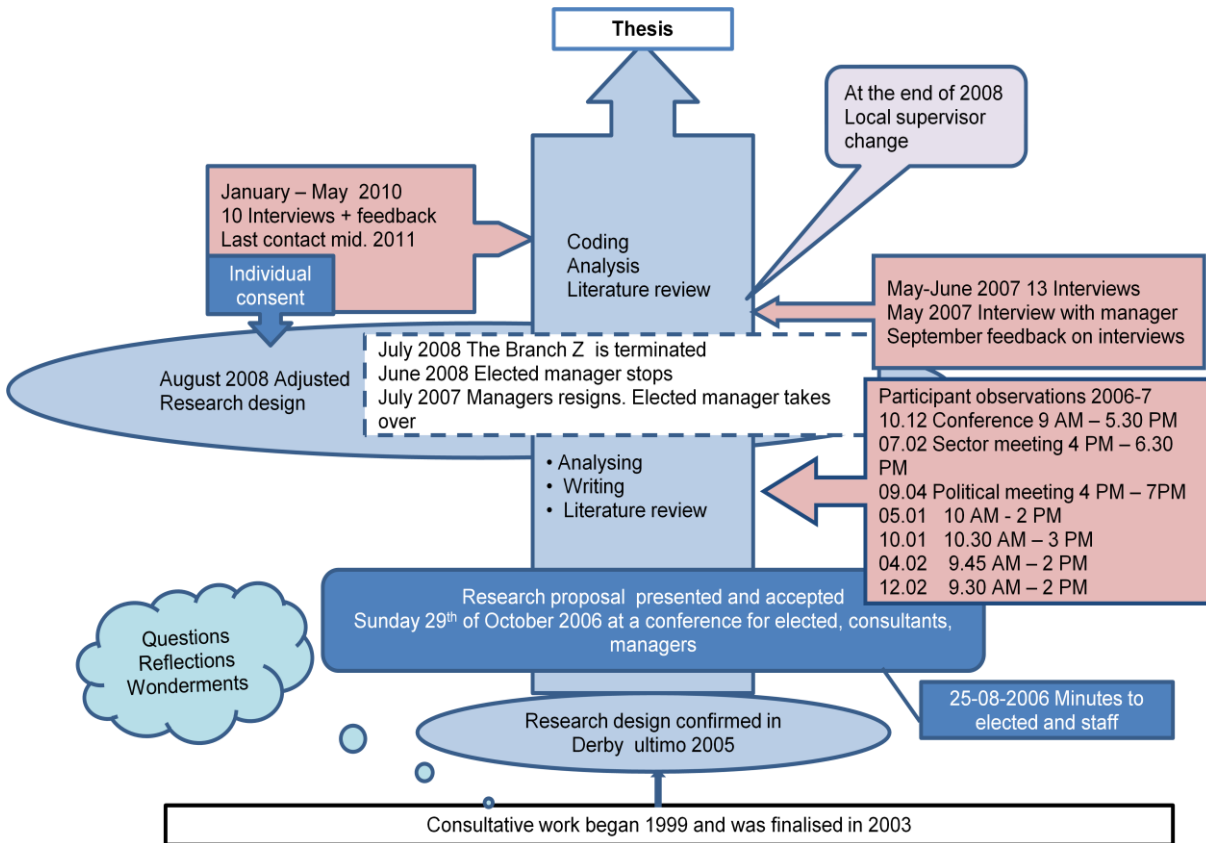 Thesis
At the end of 2008
Local supervisor
change
January – May  2010
10 Interviews + feedback
Last contact mid. 2011
Individual
consent
Coding
Analysis
Literature review
May-June 2007 13 Interviews
May 2007 Interview with manager
September feedback on interviews
August 2008 Adjusted
Research design
July 2008 The Branch Z  is terminated
June 2008 Elected manager stops
July 2007 Managers resigns. Elected manager takes
over
Participant observations 2006-7
10.12 Conference 9 AM – 5.30 PM
07.02 Sector meeting 4 PM – 6.30
PM
09.04 Political meeting 4 PM – 7PM
05.01   10 AM - 2 PM
10.01   10.30 AM – 3 PM
04.02    9.45 AM – 2 PM
12.02    9.30 AM – 2 PM
• Analysing
• Writing
• Literature review
Research proposal  presented and accepted
Sunday 29th of October 2006 at a conference for elected, consultants,
managers
Questions
Reflections
Wonderments
25-08-2006 Minutes to
elected and staff
Research design confirmed in
Derby  ultimo 2005
Consultative work began 1999 and was finalised in 2003